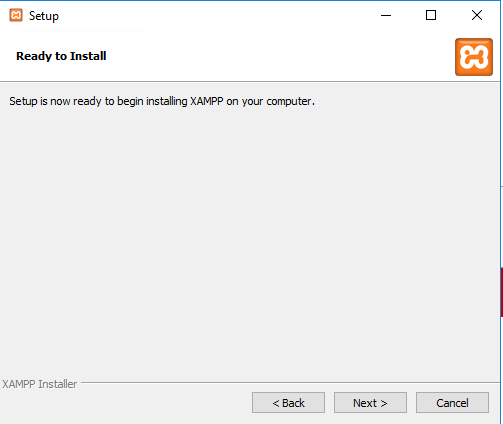 Setup
Ready to Install
Setup is now ready to begin installing XAMPP on your computer.
XAMPP Installer
< Back
Next >
Cancel